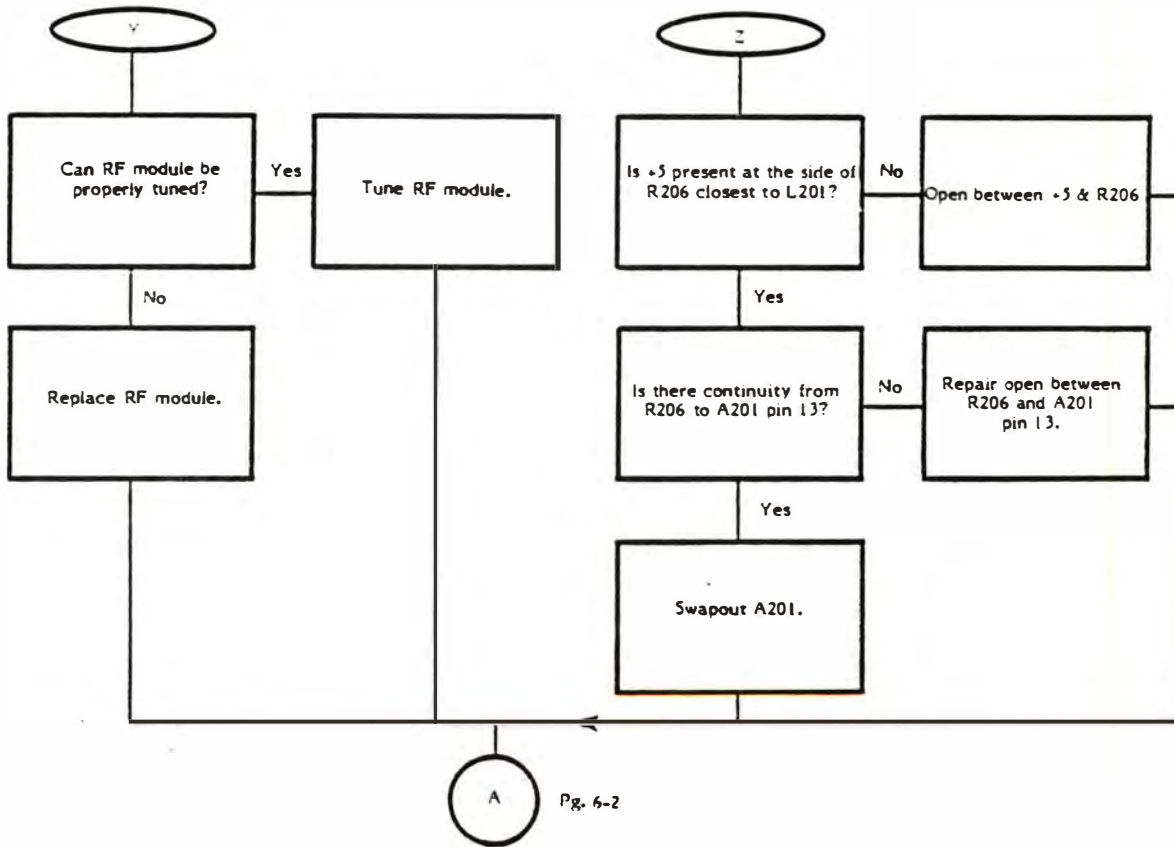 Y
Z
Can RF module be
properly tuned?
Yes
Tune RF module.
Is +5 present at the side of
R206 closest to L201?
No
Open between +5 & R206
No
Yes
Replace RF module.
Is there continuity from
R206 to A201 pin 13?
No
Repair open between
R206 and A201
pin 13.
Yes
Swapout A201.
A
Pg. 6-2